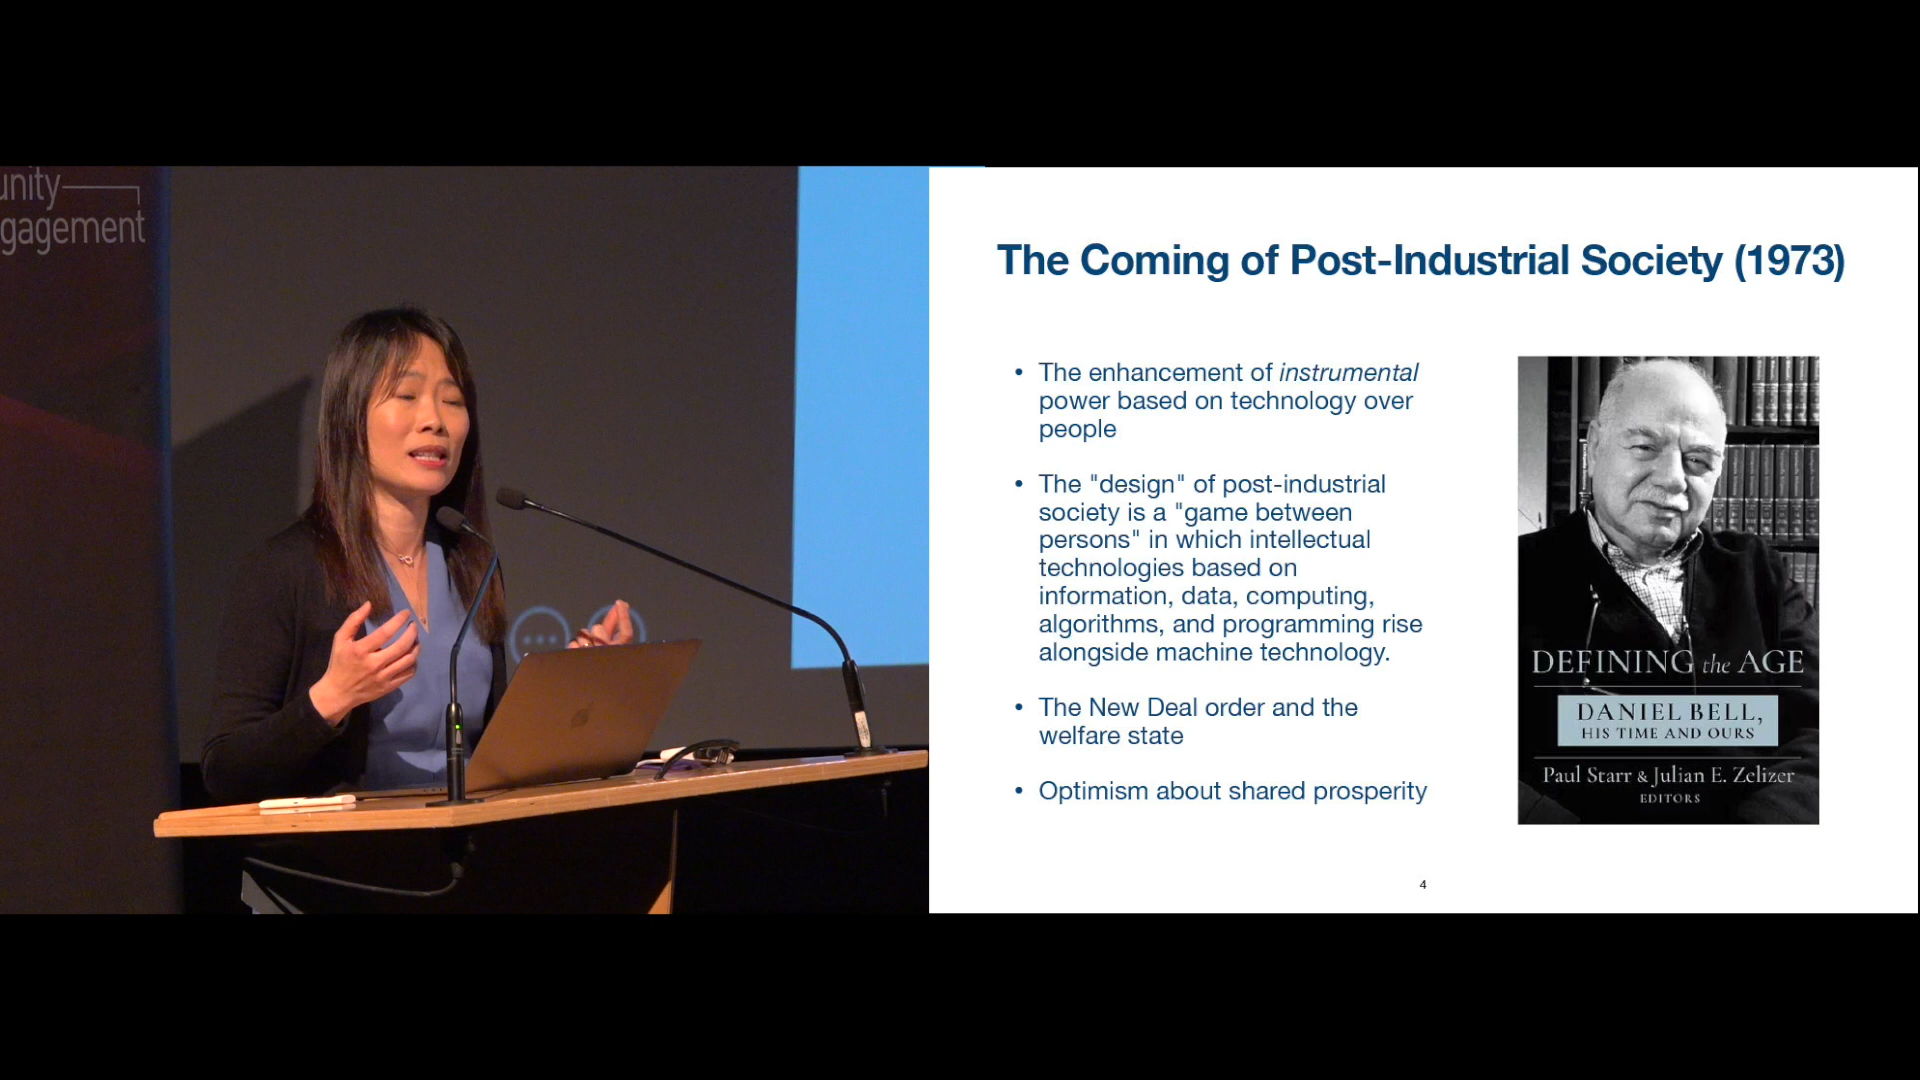 unity
gagement
The Coming of Post-Industrial Society (1973)
• The enhancement of instrumental
power based on technology over
people
• The "design" of post-industrial
society is a "game between
persons" in which intellectual
technologies based on
information, data, computing,
algorithms, and programming rise
alongside machine technology.
• The New Deal order and the
welfare state
• Optimism about shared prosperity
DEFINING the AGE
DANIEL BELL,
HIS TIME AND OURS
Paul Starr & Julian E. Zelizer
EDITORS
4